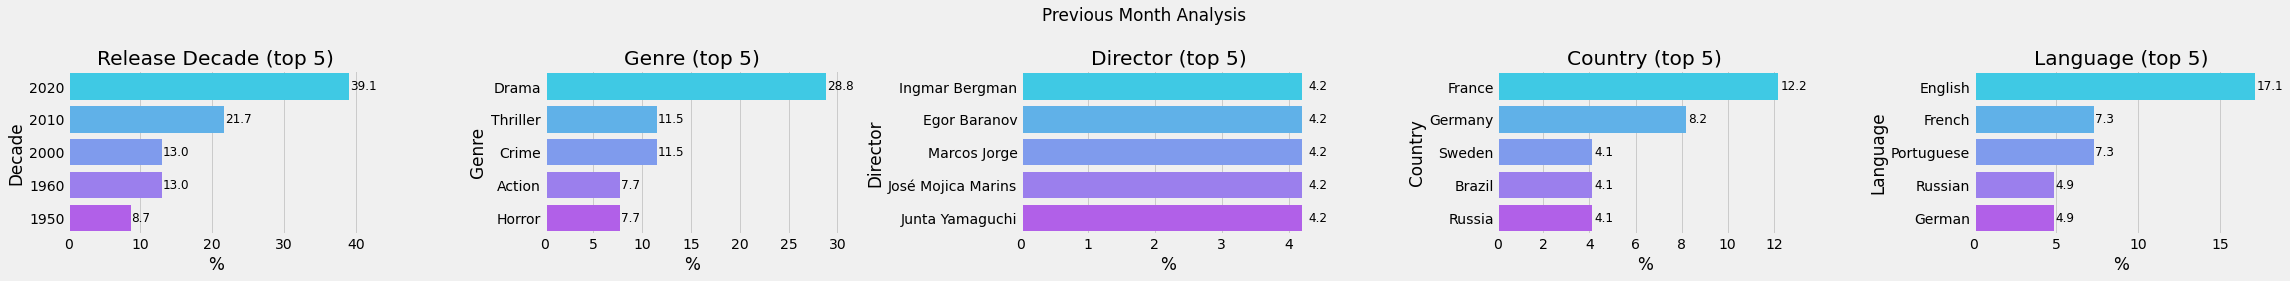 Previous Month Analysis
Release Decade (top 5)
Decade
2020 39.1
2010 21.7
2000 13.0
1960 13.0
1950 8.7
0 10 20 30 40
%
Genre (top 5)
Genre
Drama 28.8
Thriller 11.5
Crime 11.5
Action 7.7
Horror 7.7
0 5 10 15 20 25 30
%
Director (top 5)
Director
Ingmar Bergman 4.2
Egor Baranov 4.2
Marcos Jorge 4.2
José Mojica Marins 4.2
Junta Yamaguchi 4.2
0 1 2 3 4
%
Country (top 5)
Country
France 12.2
Germany 8.2
Sweden 4.1
Brazil 4.1
Russia 4.1
0 2 4 6 8 10 12
%
Language (top 5)
Language
English 17.1
French 7.3
Portuguese 7.3
Russian 4.9
German 4.9
0 5 10 15
%